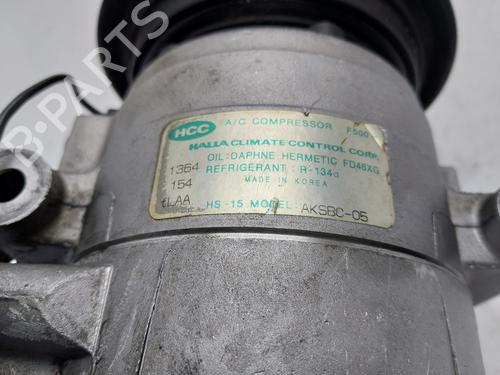 B-PARTS
HCC A/C COMPRESSOR F500
HALLA CLIMATE CONTROL CORP.
OIL:DAPHNE HERMETIC FD46XG
1364 REFRIGERANT : R-134a
154 MADE IN KOREA
HS-15 MODEL: AKSBC-05